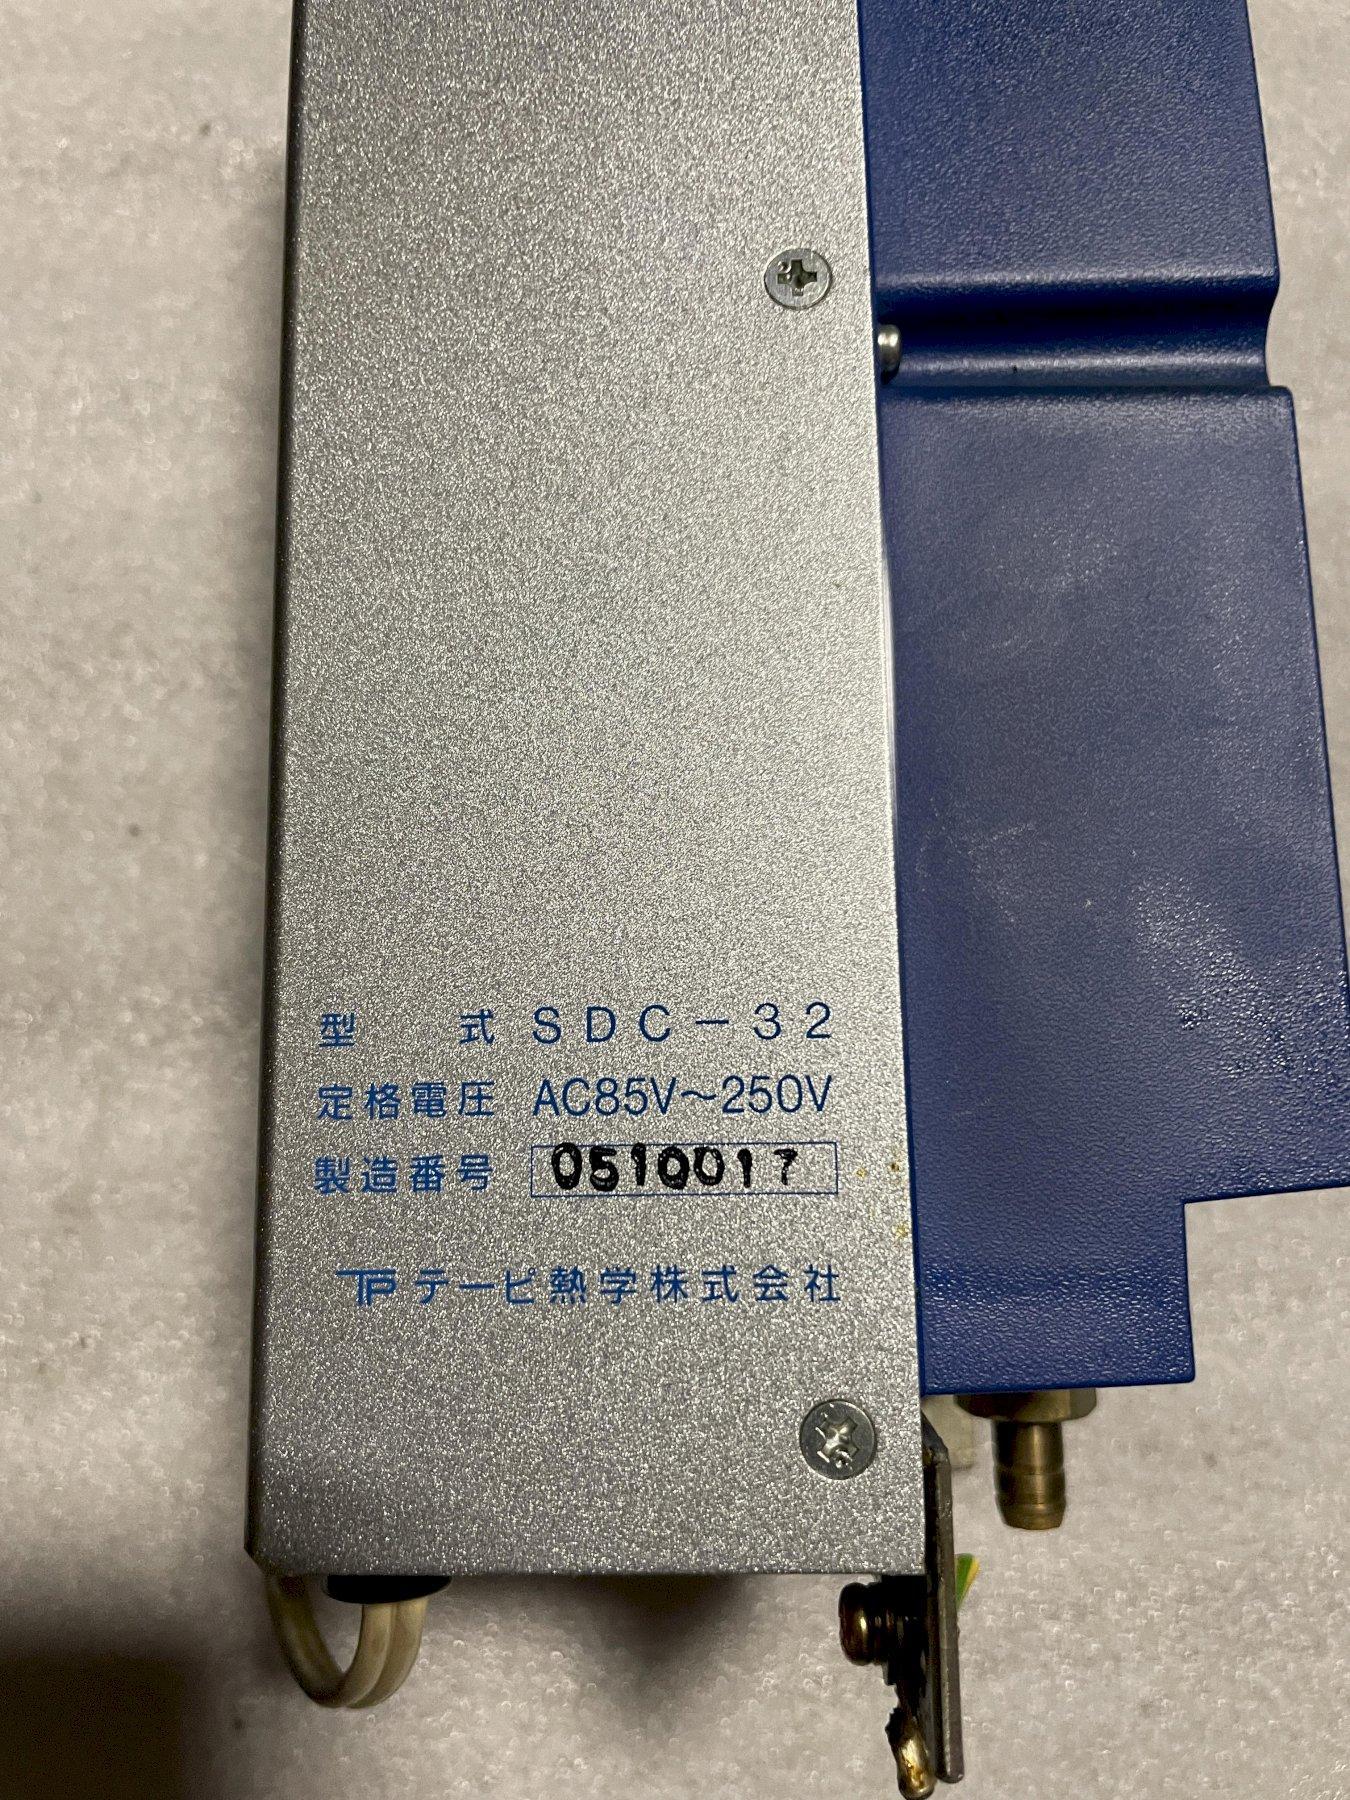 型式 SDC-32
定格電圧 AC85V～250V
製造番号 0510017
TP テーピ熱学株式会社